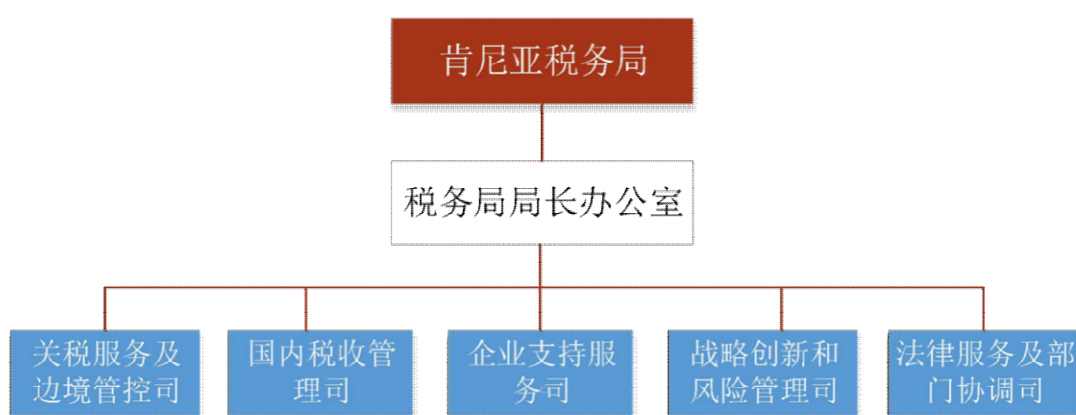 肯尼亚税务局
税务局局长办公室
关税服务及
边境管控司
国内税收管
理司
企业支持服
务司
战略创新和
风险管理司
法律服务及部
门协调司